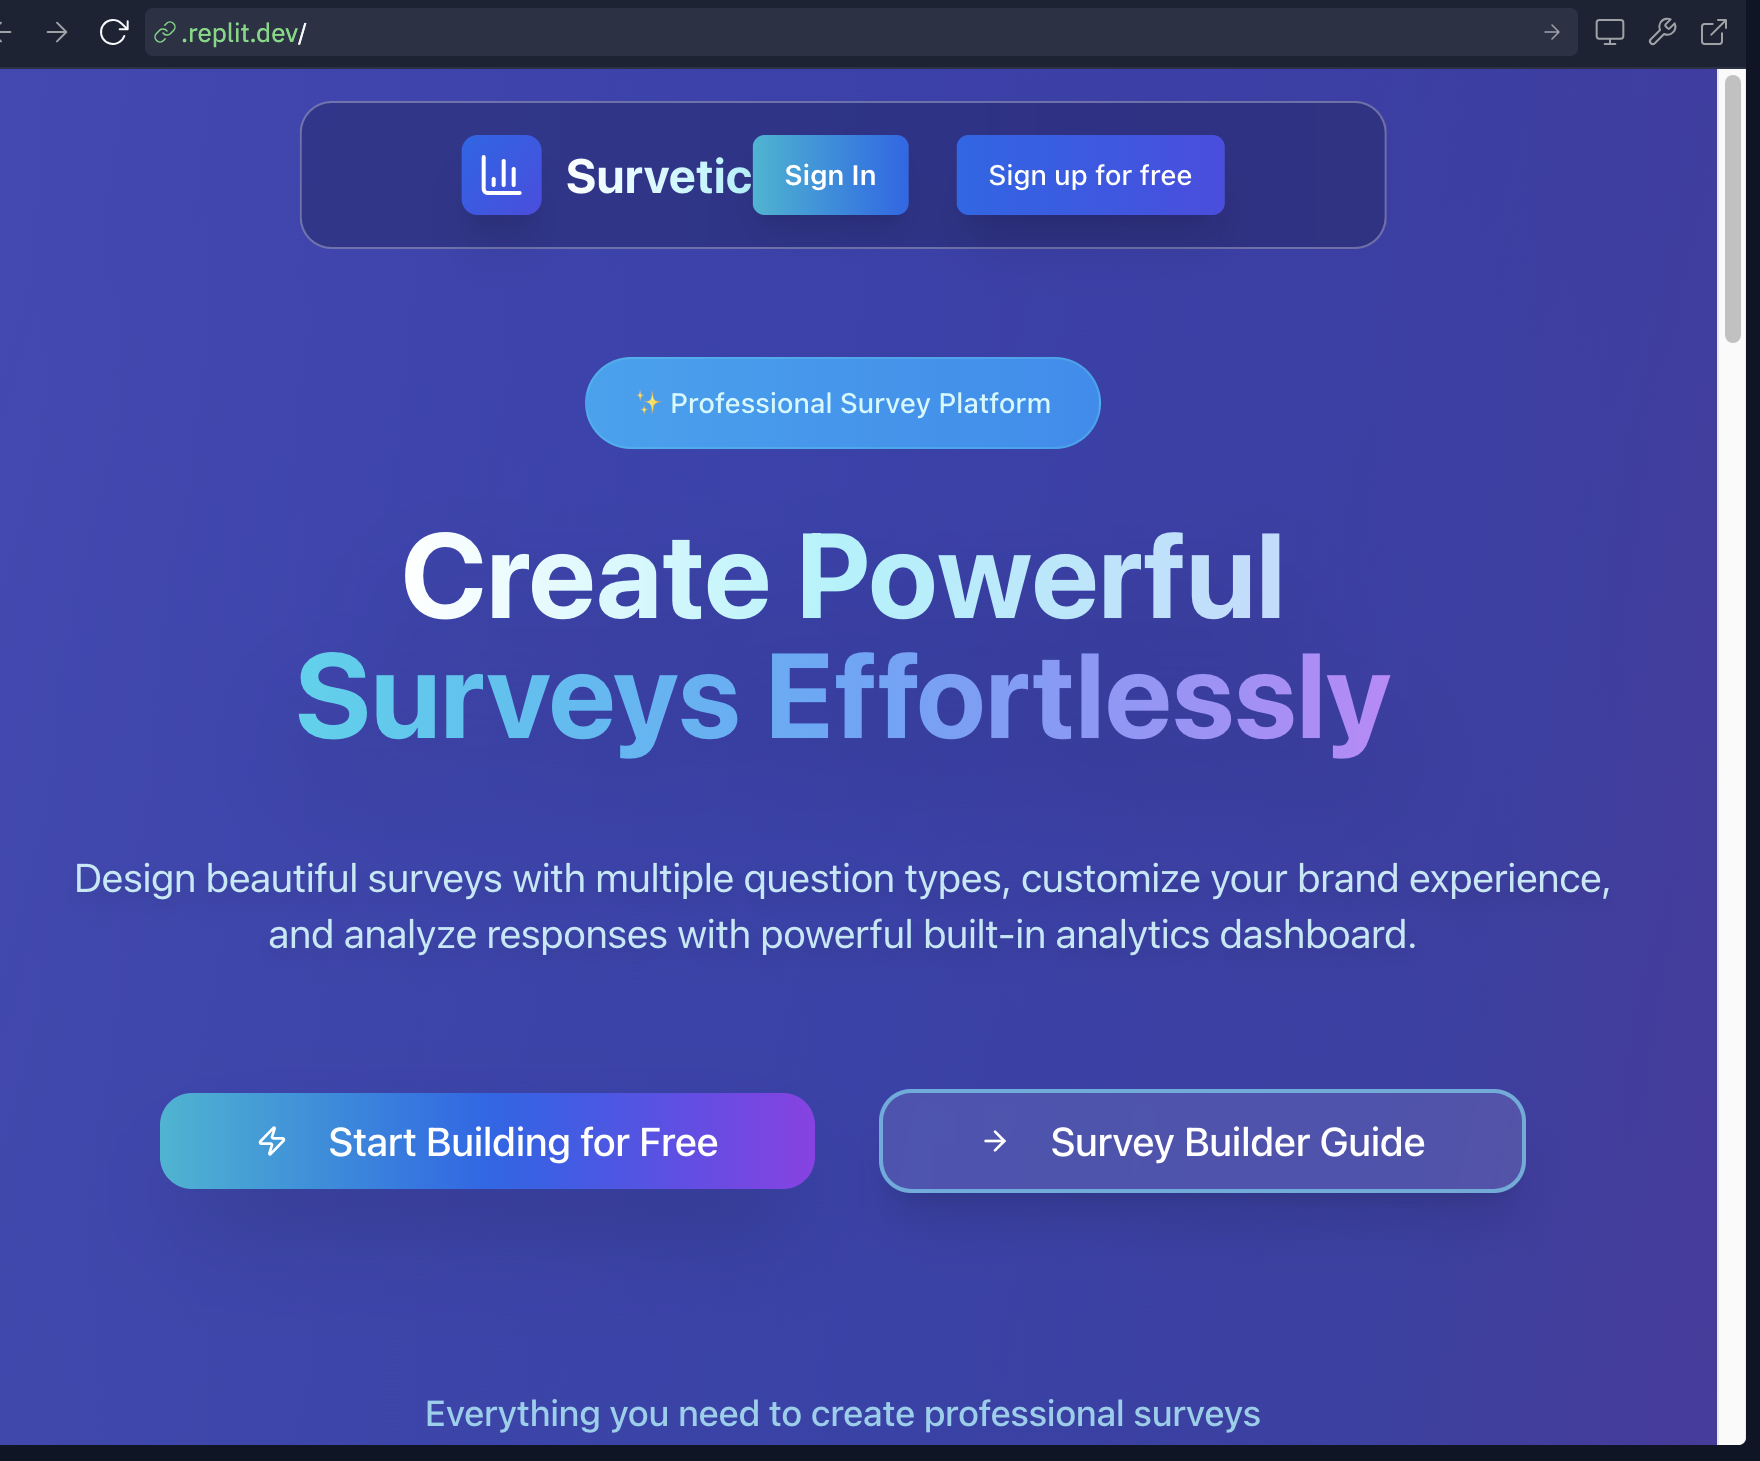 .replit.dev/
Survetic
Sign In
Sign up for free
✨ Professional Survey Platform
Create Powerful
Surveys Effortlessly
Design beautiful surveys with multiple question types, customize your brand experience,
and analyze responses with powerful built-in analytics dashboard.
Start Building for Free
Survey Builder Guide
Everything you need to create professional surveys